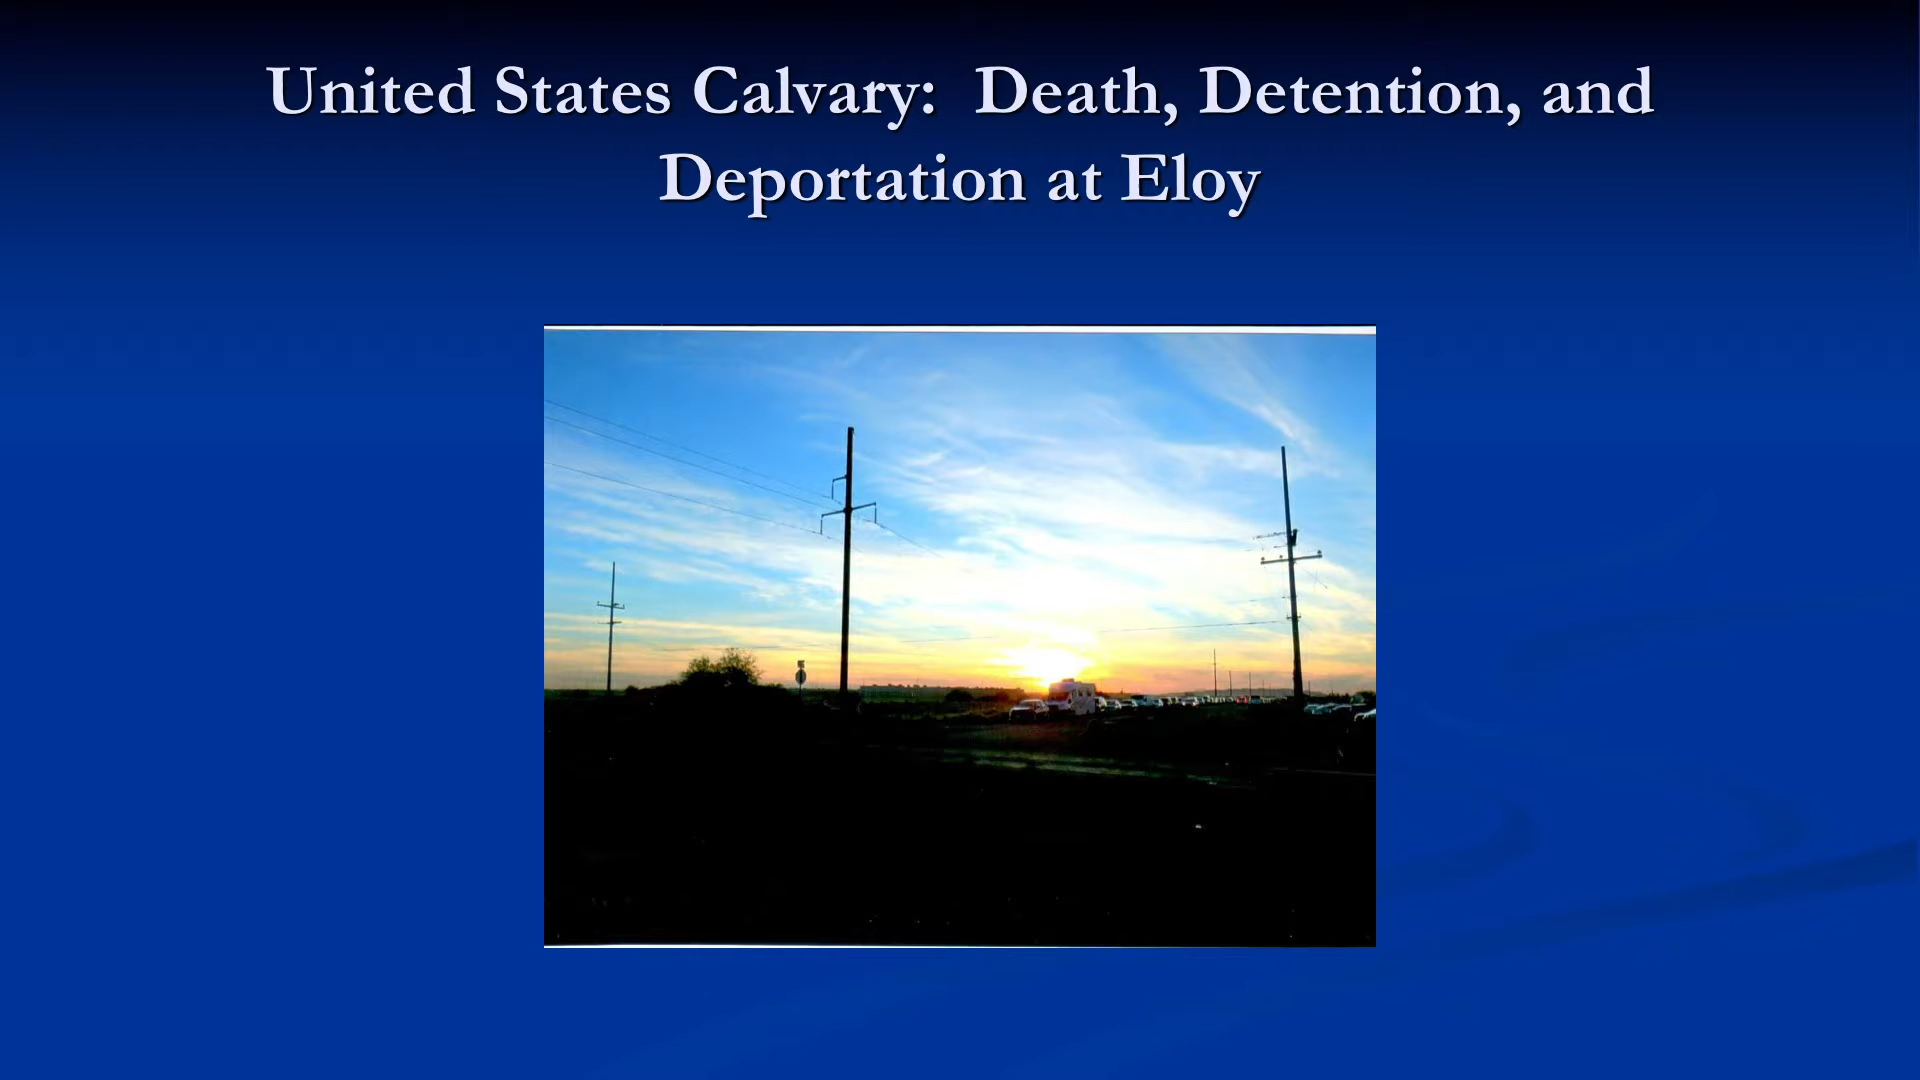 United States Calvary:  Death, Detention, and
Deportation at Eloy